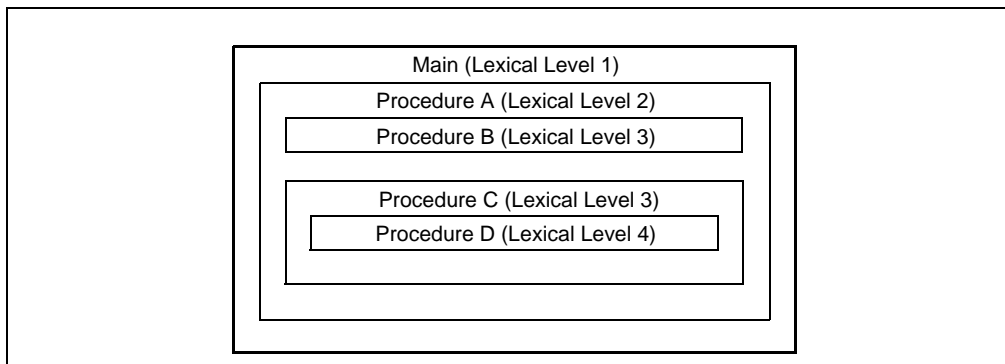 Main (Lexical Level 1)
Procedure A (Lexical Level 2)
Procedure B (Lexical Level 3)
Procedure C (Lexical Level 3)
Procedure D (Lexical Level 4)